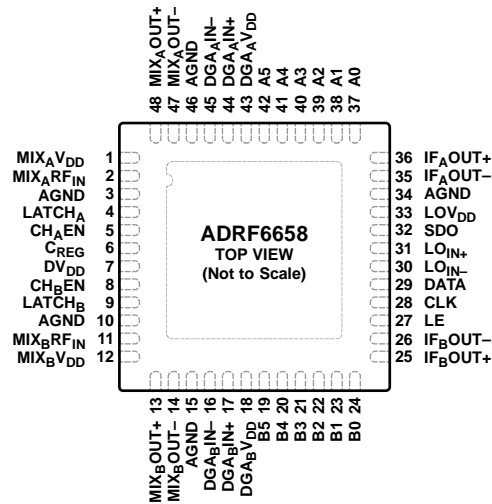 48 MIXAOUT+
47 MIXAOUT–
46 AGND
45 DGAAIN–
44 DGAAIN+
43 DGAAVDD
42 A5
41 A4
40 A3
39 A2
38 A1
37 A0
MIXAVDD 1
MIXARFIN 2
AGND 3
LATCHA 4
CHAEN 5
CREG 6
DVDD 7
CHBEN 8
LATCHB 9
AGND 10
MIXBRFIN 11
MIXBVDD 12
ADRF6658
TOP VIEW
(Not to Scale)
36 IFAOUT+
35 IFAOUT–
34 AGND
33 LOVDD
32 SDO
31 LOIN+
30 LOIN–
29 DATA
28 CLK
27 LE
26 IFBOUT–
25 IFBOUT+
MIXBOUT+ 13
MIXBOUT– 14
AGND 15
DGABIN– 16
DGABIN+ 17
DGABVDD 18
B5 19
B4 20
B3 21
B2 22
B1 23
B0 24